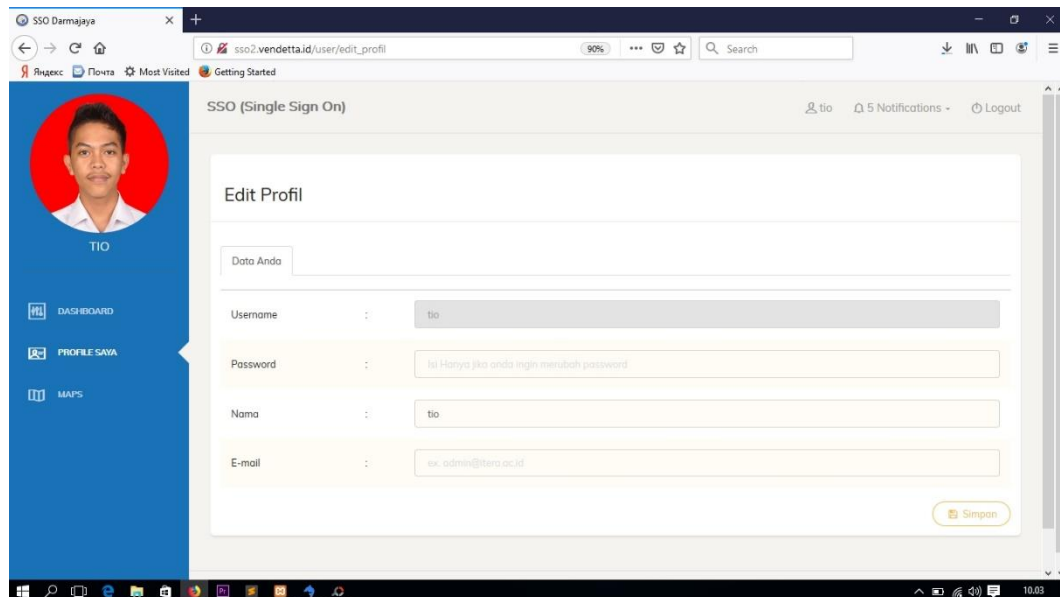 SSO Darmajaya
sso2.vendetta.id/user/edit_profil
90%
Search
Яндекс Почта Most Visited Getting Started
SSO (Single Sign On)
tio 5 Notifications Logout
TIO
DASHBOARD
PROFILE SAYA
MAPS
Edit Profil
Data Anda
Username : tio
Password : Isi Hanya jika anda ingin merubah password
Nama : tio
E-mail : ex. admin@itera.ac.id
Simpan
Pr
10.03